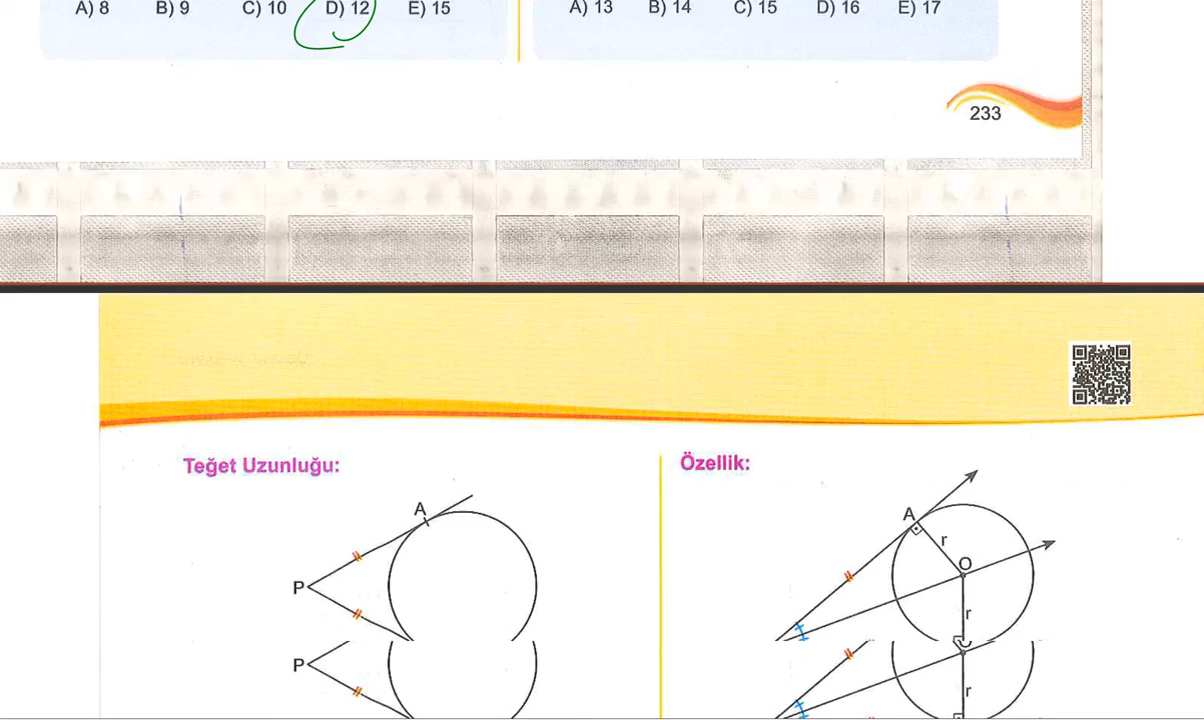 A) 8 B) 9 C) 10 D) 12 E) 15
A) 13 B) 14 C) 15 D) 16 E) 17
233
Teğet Uzunluğu:
A
P
P
Özellik:
A
r
O
r
r